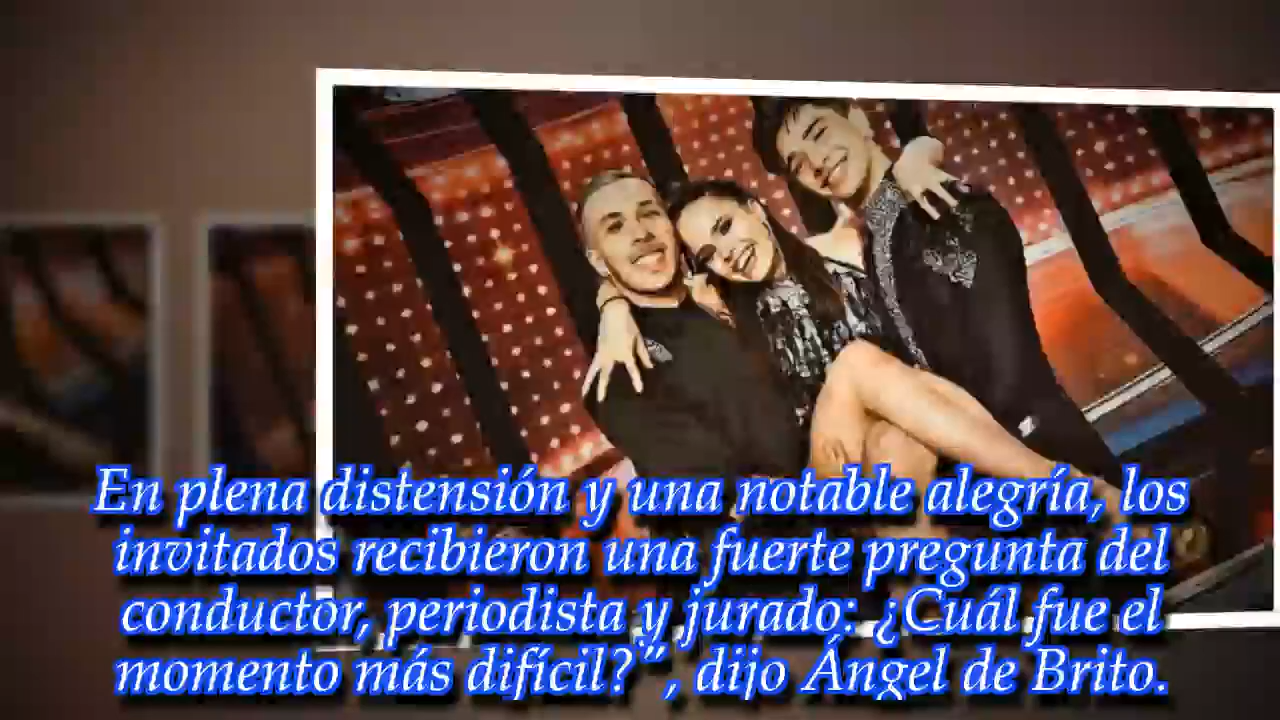 En plena distensión y una notable alegría, los
invitados recibieron una fuerte pregunta del
conductor, periodista y jurado: ¿Cuál fue el
momento más difícil?”, dijo Ángel de Brito.